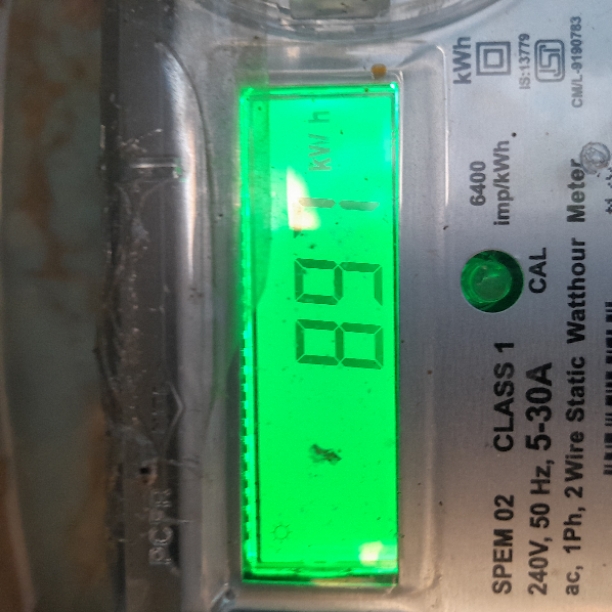 891 kWh
SPEM 02 CLASS 1
240V, 50 Hz, 5-30A
ac, 1Ph, 2 Wire Static Watthour Meter
CAL
6400
imp/kWh
kWh
IS:13779
CM/L-9190783